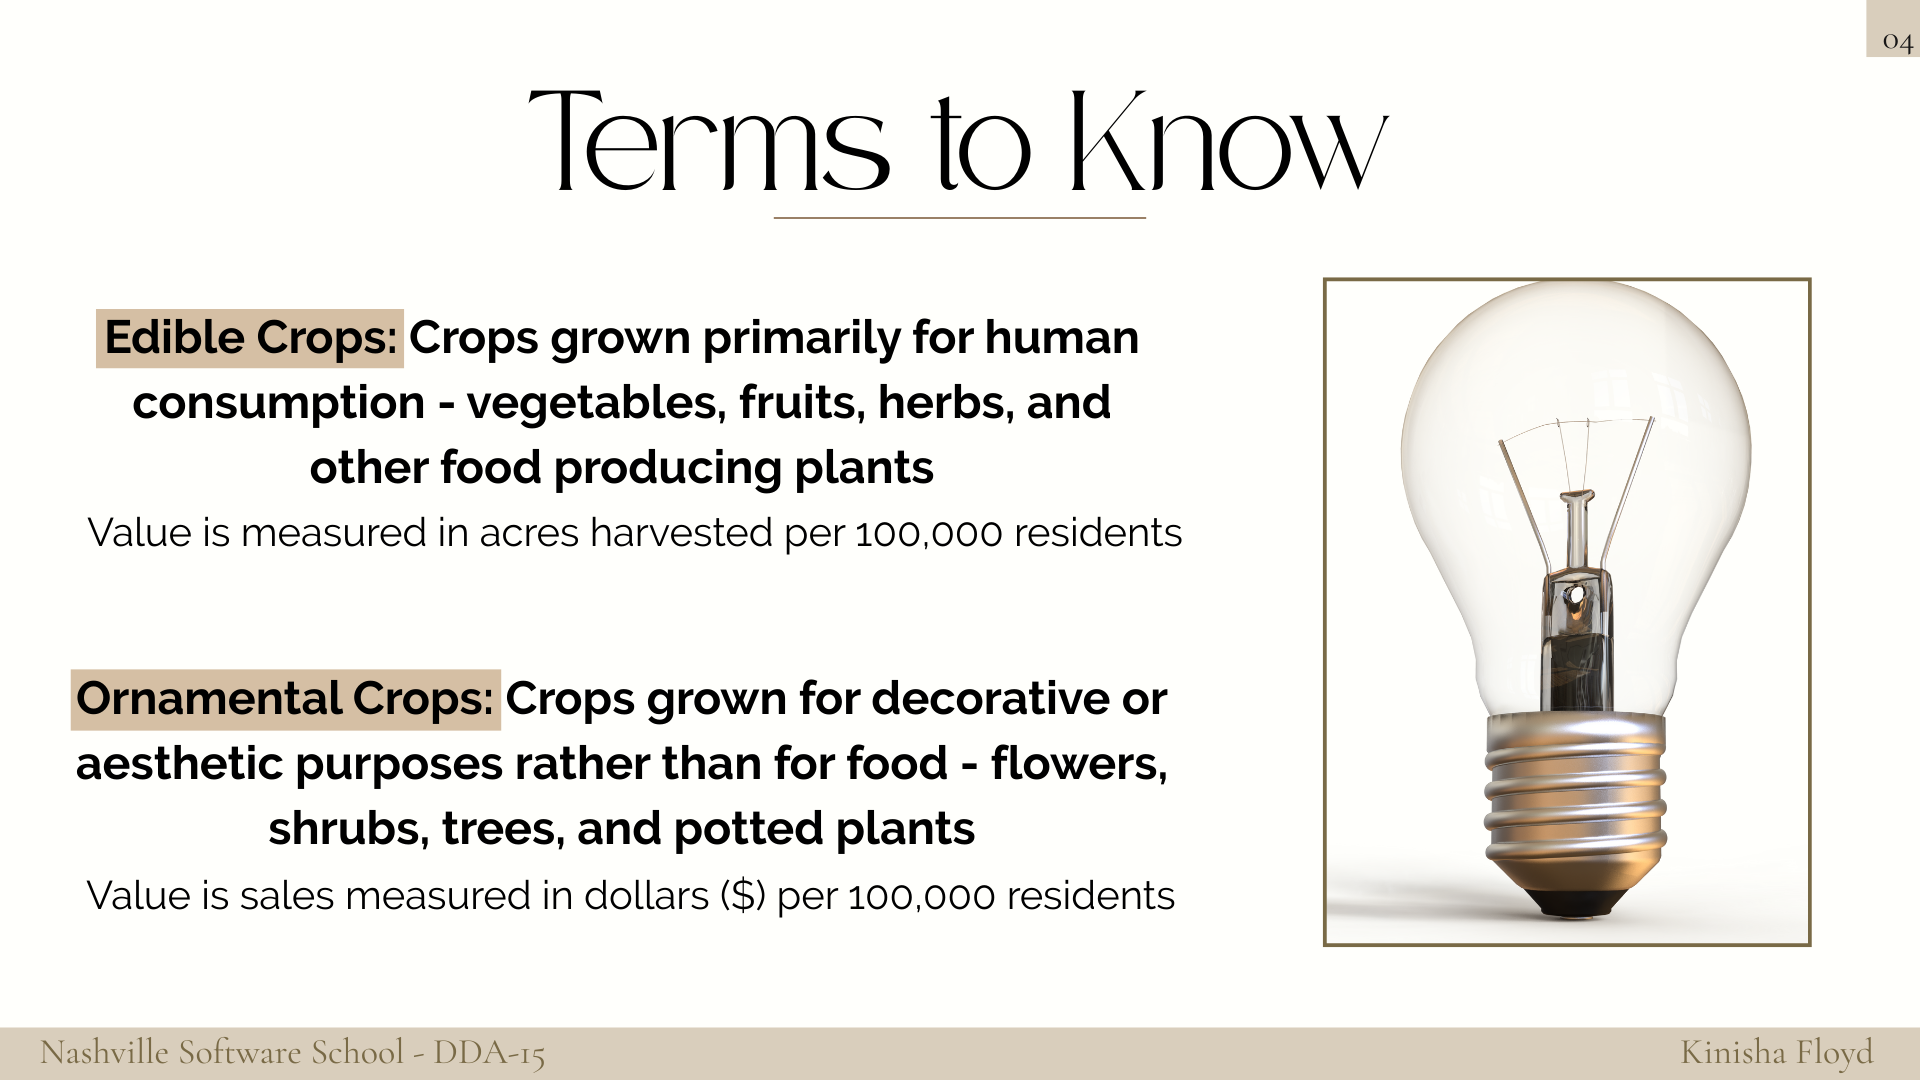 04
Terms to Know
Edible Crops: Crops grown primarily for human
consumption - vegetables, fruits, herbs, and
other food producing plants
Value is measured in acres harvested per 100,000 residents
Ornamental Crops: Crops grown for decorative or
aesthetic purposes rather than for food - flowers,
shrubs, trees, and potted plants
Value is sales measured in dollars ($) per 100,000 residents
Nashville Software School - DDA-15
Kinisha Floyd